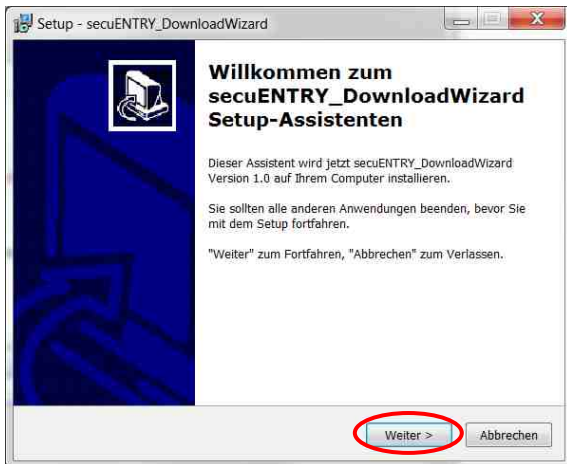 Setup - secuENTRY_DownloadWizard
Willkommen zum
secuENTRY_DownloadWizard
Setup-Assistenten
Dieser Assistent wird jetzt secuENTRY_DownloadWizard
Version 1.0 auf Ihrem Computer installieren.
Sie sollten alle anderen Anwendungen beenden, bevor Sie
mit dem Setup fortfahren.
"Weiter" zum Fortfahren, "Abbrechen" zum Verlassen.
Weiter > Abbrechen